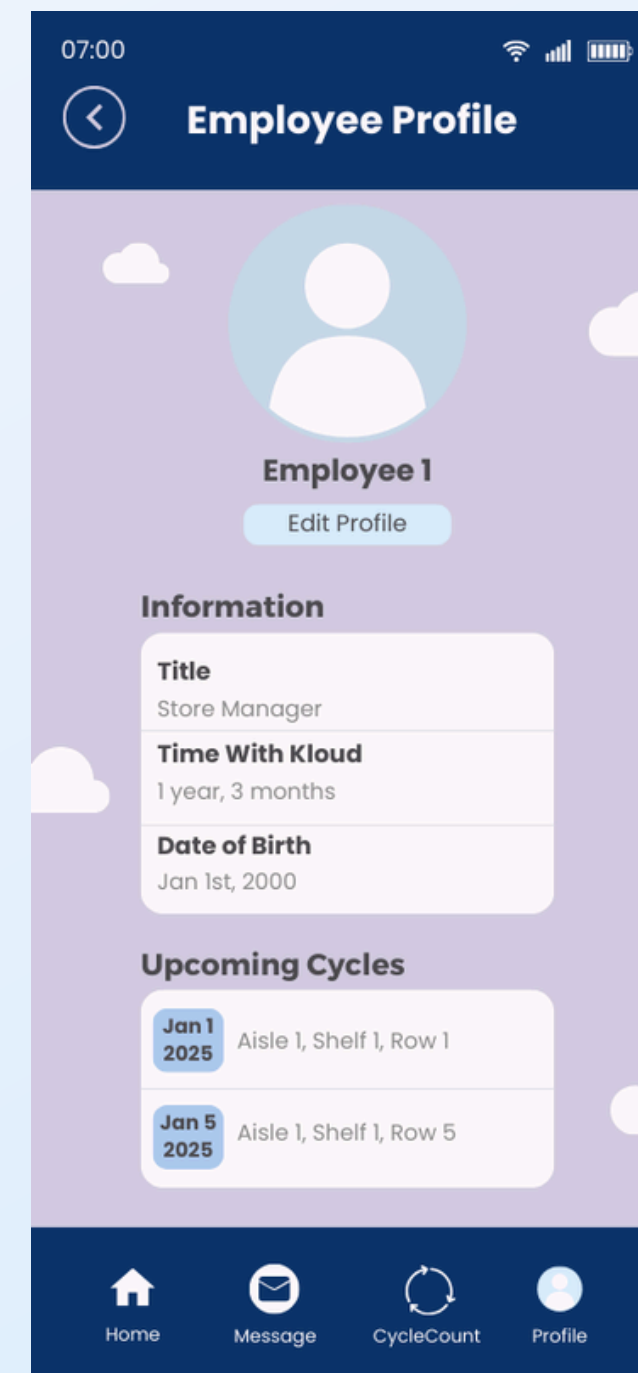 07:00
Employee Profile
Employee 1
Edit Profile
Information
Title
Store Manager
Time With Kloud
1 year, 3 months
Date of Birth
Jan 1st, 2000
Upcoming Cycles
Jan 1
2025
Aisle 1, Shelf 1, Row 1
Jan 5
2025
Aisle 1, Shelf 1, Row 5
Home
Message
CycleCount
Profile